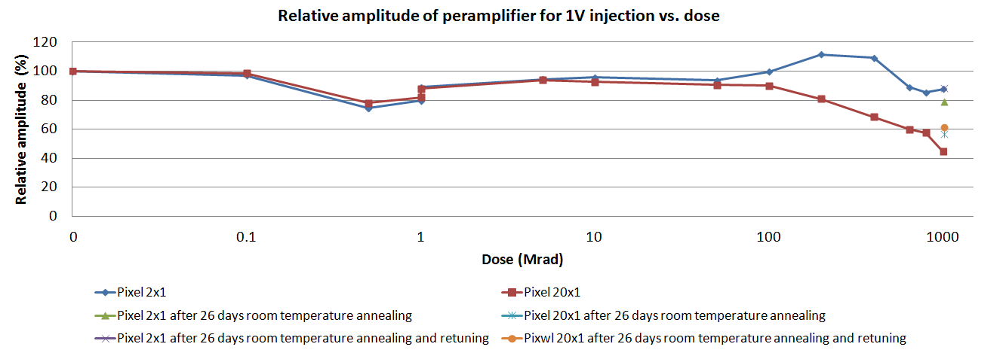 Relative amplitude of peramplifier for 1V injection vs. dose
Relative amplitude (%)
120
100
80
60
40
20
0
0 0.1 1 10 100 1000
Dose (Mrad)
Pixel 2x1 Pixel 20x1
Pixel 2x1 after 26 days room temperature annealing Pixel 20x1 after 26 days room temperature annealing
Pixel 2x1 after 26 days room temperature annealing and retuning Pixwl 20x1 after 26 days room temperature annealing and retuning